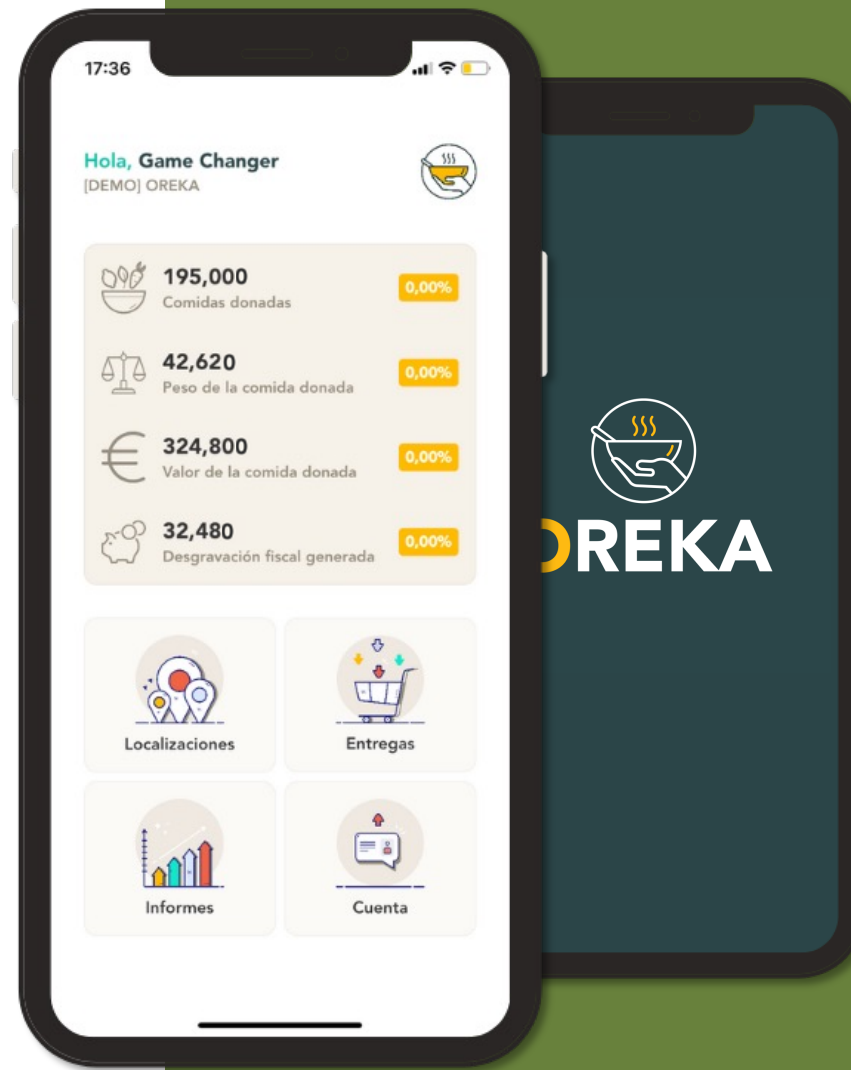 17:36
Hola, Game Changer
[DEMO] OREKA
195,000
Comidas donadas
0,00%
42,620
Peso de la comida donada
0,00%
324,800
Valor de la comida donada
0,00%
32,480
Desgravación fiscal generada
0,00%
Localizaciones
Entregas
Informes
Cuenta
OREKA